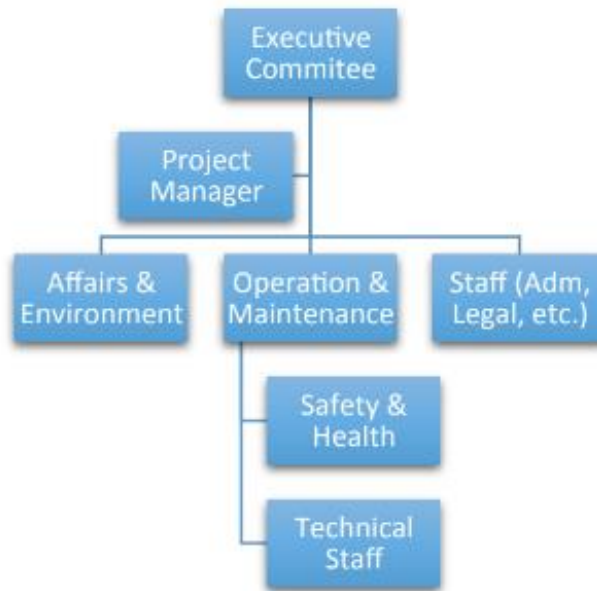 Executive
Commitee
Project
Manager
Affairs &
Environment
Operation &
Maintenance
Staff (Adm,
Legal, etc.)
Safety &
Health
Technical
Staff